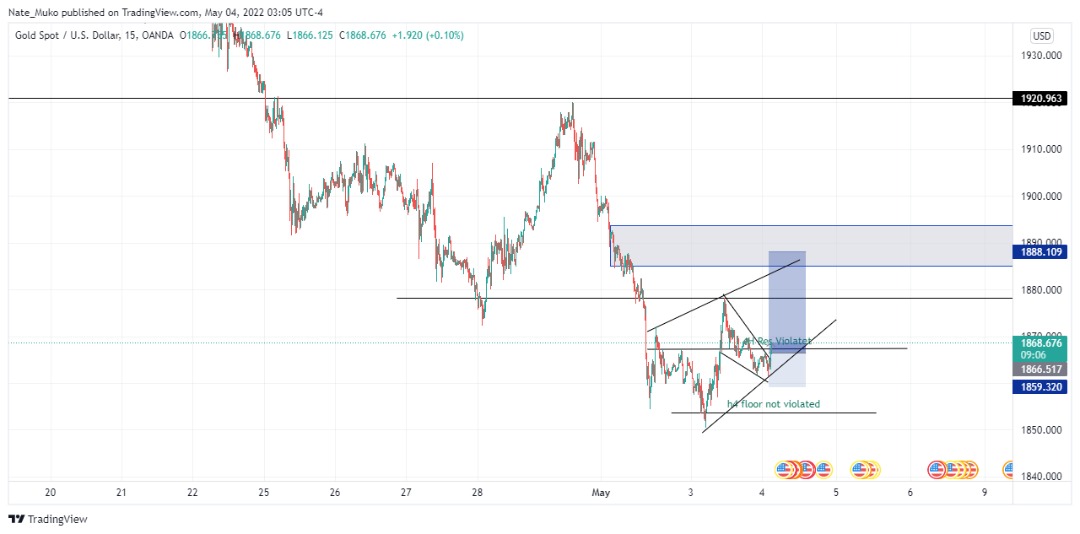 Nate_Muko published on TradingView.com, May 04, 2022 03:05 UTC-4
Gold Spot / U.S. Dollar, 15, OANDA O1866. H1868.676 L1866.125 C1868.676 +1.920 (+0.10%)
USD
1930.000
1920.963
1910.000
1900.000
1890.000
1888.109
1880.000
1870.000
Res Violatet
1868.676
09:06
1866.517
1859.320
h4 floor not violated
1850.000
1840.000
20 21 22 25 26 27 28 May 3 4 5 6 9
TradingView